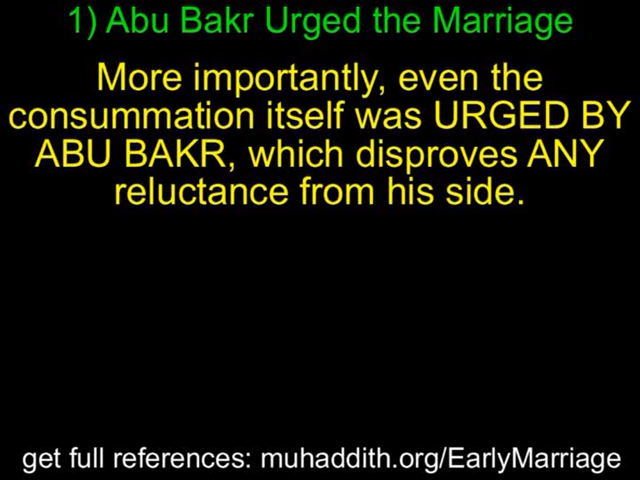 1) Abu Bakr Urged the Marriage
More importantly, even the
consummation itself was URGED BY
ABU BAKR, which disproves ANY
reluctance from his side.
get full references: muhaddith.org/EarlyMarriage